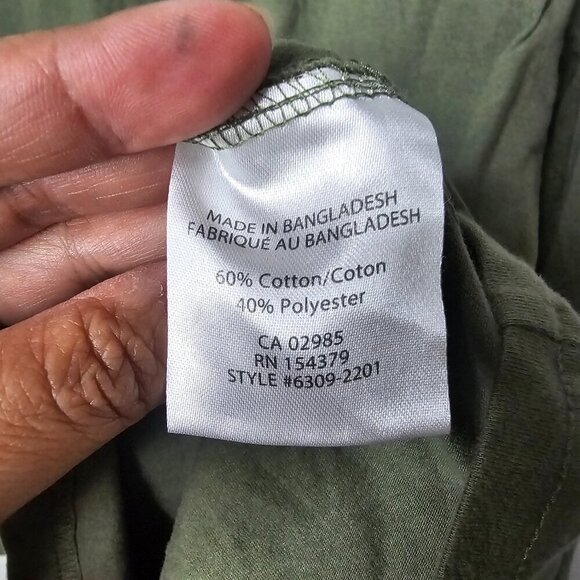 MADE IN BANGLADESH
FABRIQUÉ AU BANGLADESH
60% Cotton/Coton
40% Polyester
CA 02985
RN 154379
STYLE #6309-2201